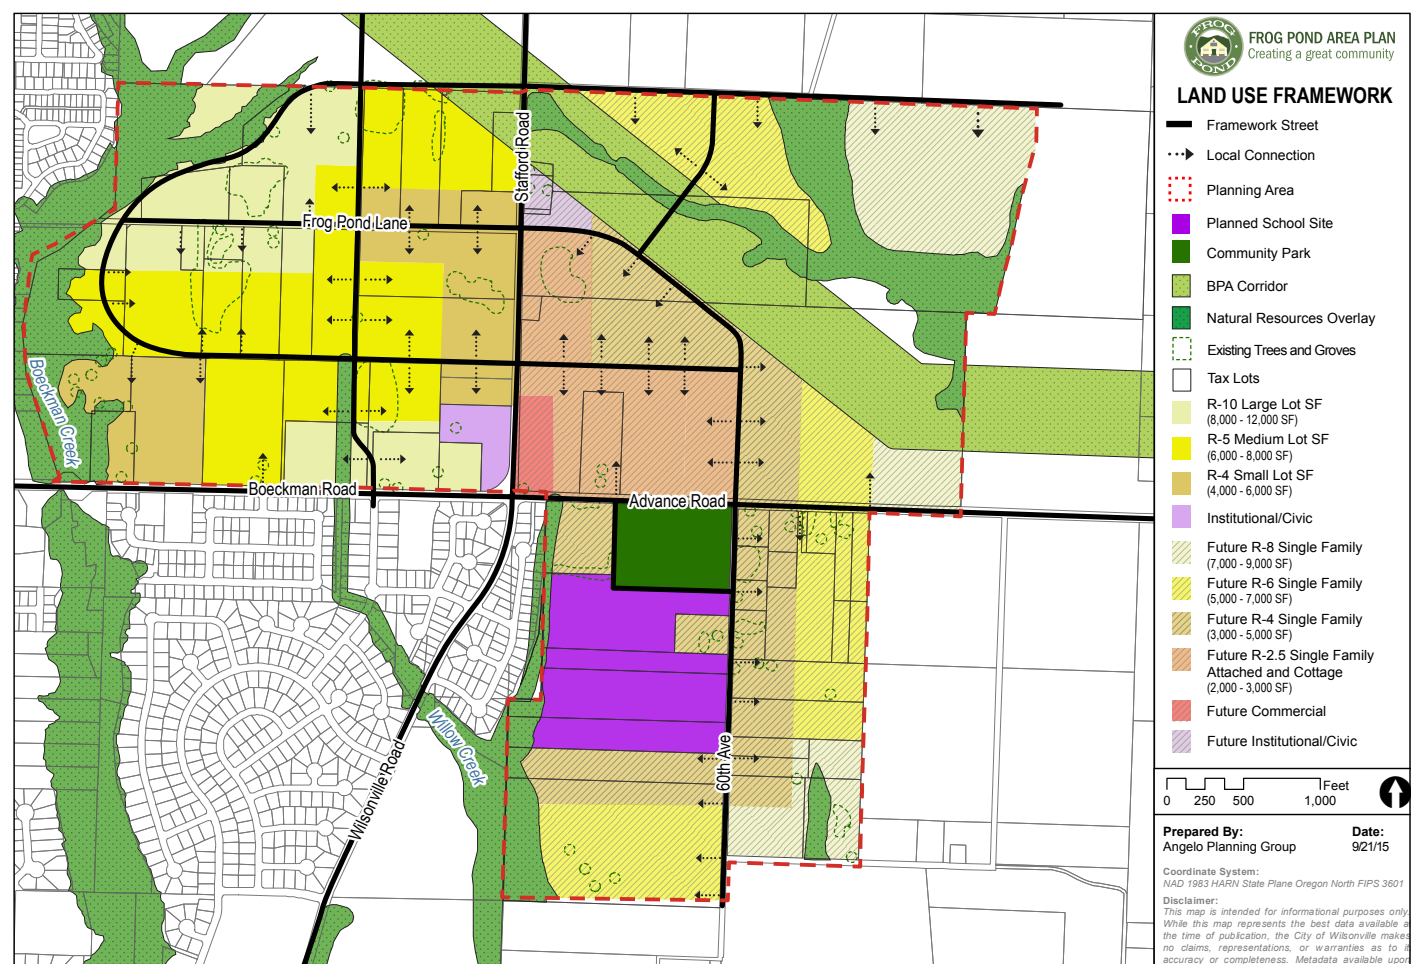 FROG
POND
FROG POND AREA PLAN
Creating a great community
LAND USE FRAMEWORK
Framework Street
Local Connection
Planning Area
Planned School Site
Community Park
BPA Corridor
Natural Resources Overlay
Existing Trees and Groves
Tax Lots
R-10 Large Lot SF
(8,000 - 12,000 SF)
R-5 Medium Lot SF
(6,000 - 8,000 SF)
R-4 Small Lot SF
(4,000 - 6,000 SF)
Institutional/Civic
Future R-8 Single Family
(7,000 - 9,000 SF)
Future R-6 Single Family
(5,000 - 7,000 SF)
Future R-4 Single Family
(3,000 - 5,000 SF)
Future R-2.5 Single Family
Attached and Cottage
(2,000 - 3,000 SF)
Future Commercial
Future Institutional/Civic
Feet
0 250 500 1,000
Prepared By:
Angelo Planning Group
Date:
9/21/15
Coordinate System:
NAD 1983 HARN State Plane Oregon North FIPS 3601
Disclaimer:
This map is intended for informational purposes only.
While this map represents the best data available a
the time of publication, the City of Wilsonville makes
no claims, representations, or warranties as to it
accuracy or completeness. Metadata available upon
Stafford Road
Frog Pond Lane
Boeckman Creek
Boeckman Road
Advance Road
Willow Creek
Wilsonville Road
60th Ave